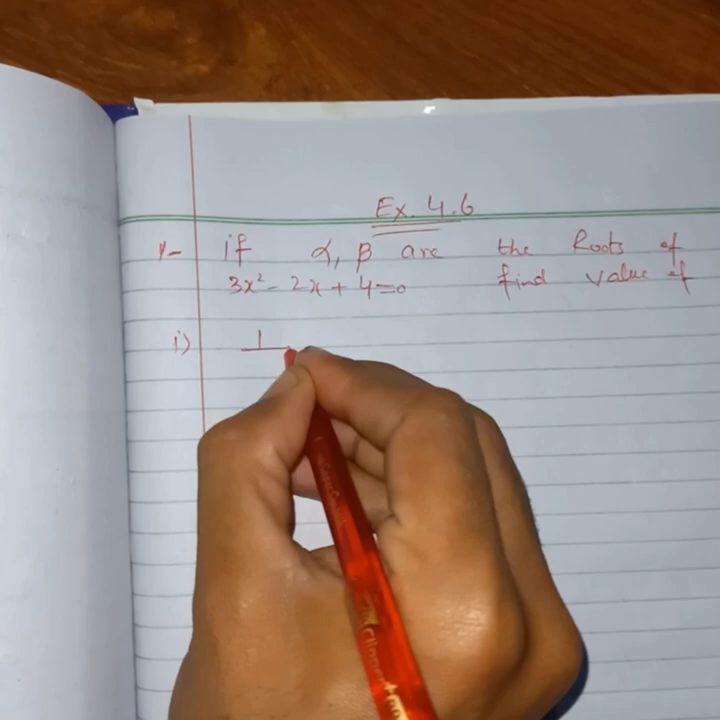 Ex. 4.6
1- if α, β are the Roots of
3x² - 2x + 4 = 0 find value of
i) 1